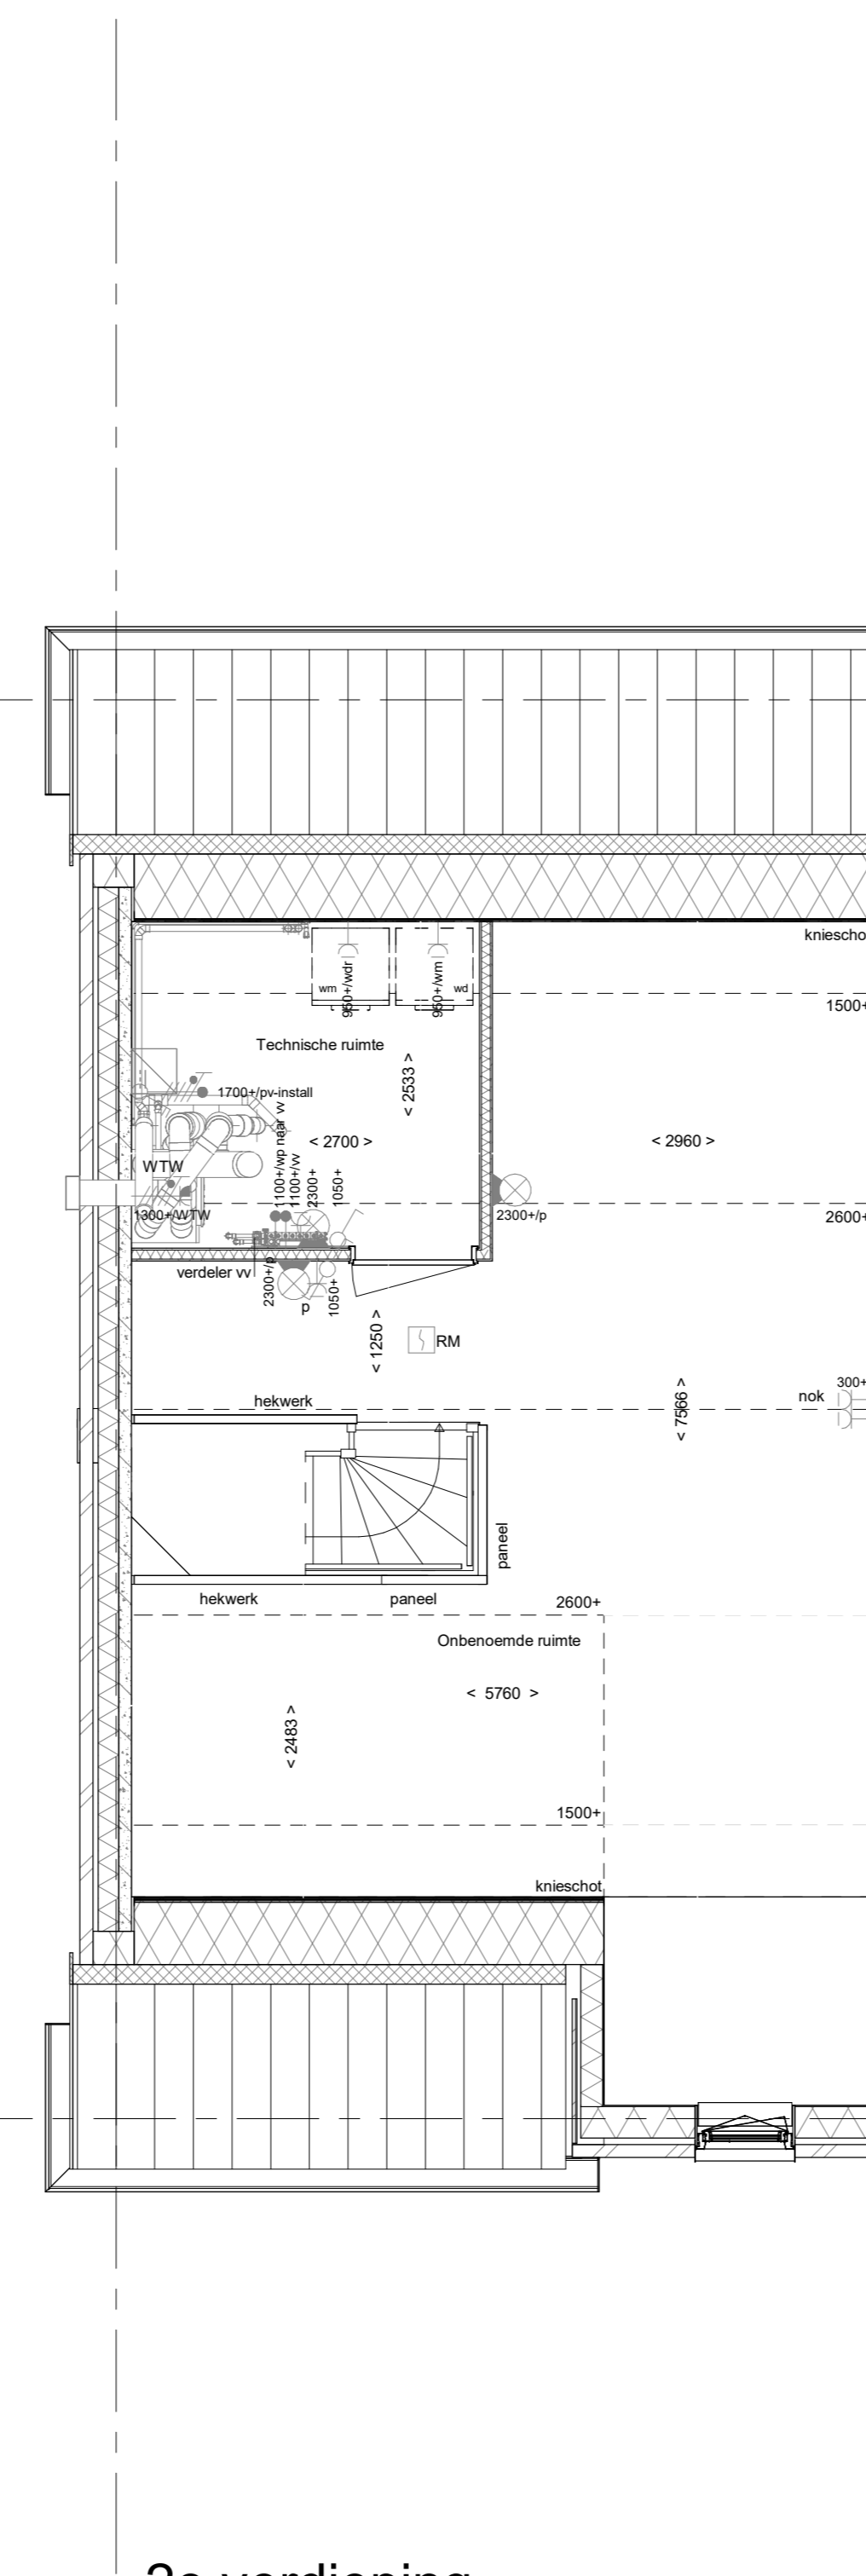 kniescho
wm
950+/wdr
950+/wm
wd
1500+
Technische ruimte
< 2533 >
1700+/pv-install
1100+/wp naar vv
1100+/vv
2300+
1050+
< 2700 >
< 2960 >
WTW
1300+/WTW
2300+/p
2600+
verdeler vv
2300+/p
p
1050+
< 1250 >
RM
< 7566 >
300+
nok
hekwerk
paneel
hekwerk
paneel
2600+
Onbenoemde ruimte
< 5760 >
< 2483 >
1500+
knieschot